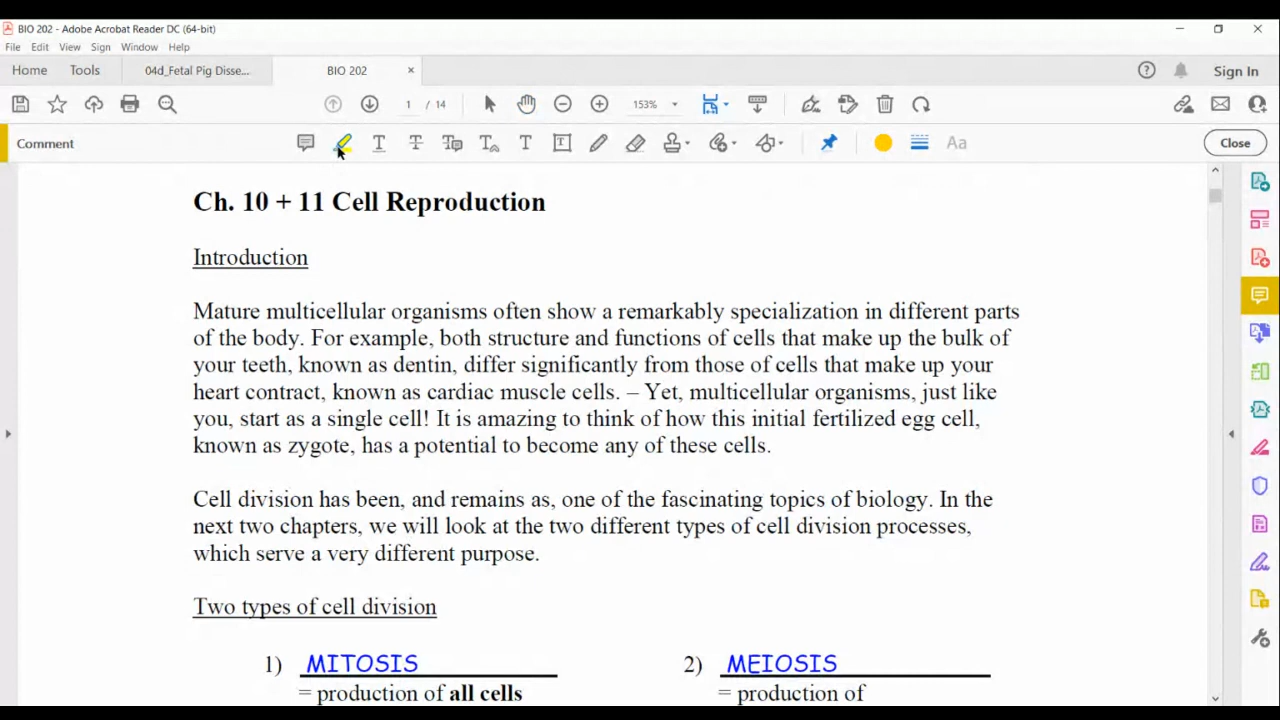 BIO 202 - Adobe Acrobat Reader DC (64-bit)
File Edit View Sign Window Help
Home Tools 04d_Fetal Pig Disse... BIO 202 × Sign In
1 / 14 153%
Comment Aa Close
Ch. 10 + 11 Cell Reproduction
Introduction
Mature multicellular organisms often show a remarkably specialization in different parts
of the body. For example, both structure and functions of cells that make up the bulk of
your teeth, known as dentin, differ significantly from those of cells that make up your
heart contract, known as cardiac muscle cells. – Yet, multicellular organisms, just like
you, start as a single cell! It is amazing to think of how this initial fertilized egg cell,
known as zygote, has a potential to become any of these cells.
Cell division has been, and remains as, one of the fascinating topics of biology. In the
next two chapters, we will look at the two different types of cell division processes,
which serve a very different purpose.
Two types of cell division
1) MITOSIS 2) MEIOSIS
= production of all cells = production of